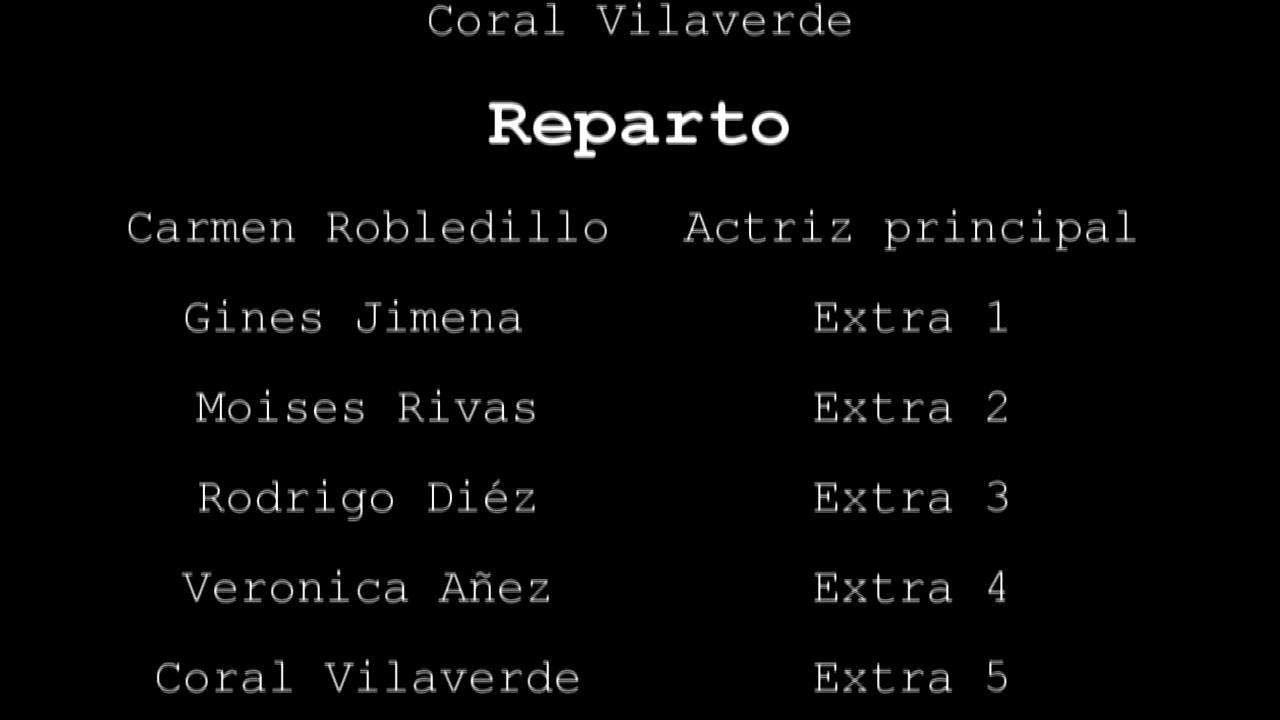 Coral Vilaverde
Reparto
Carmen Robledillo Actriz principal
Gines Jimena Extra 1
Moises Rivas Extra 2
Rodrigo Diéz Extra 3
Veronica Añez Extra 4
Coral Vilaverde Extra 5